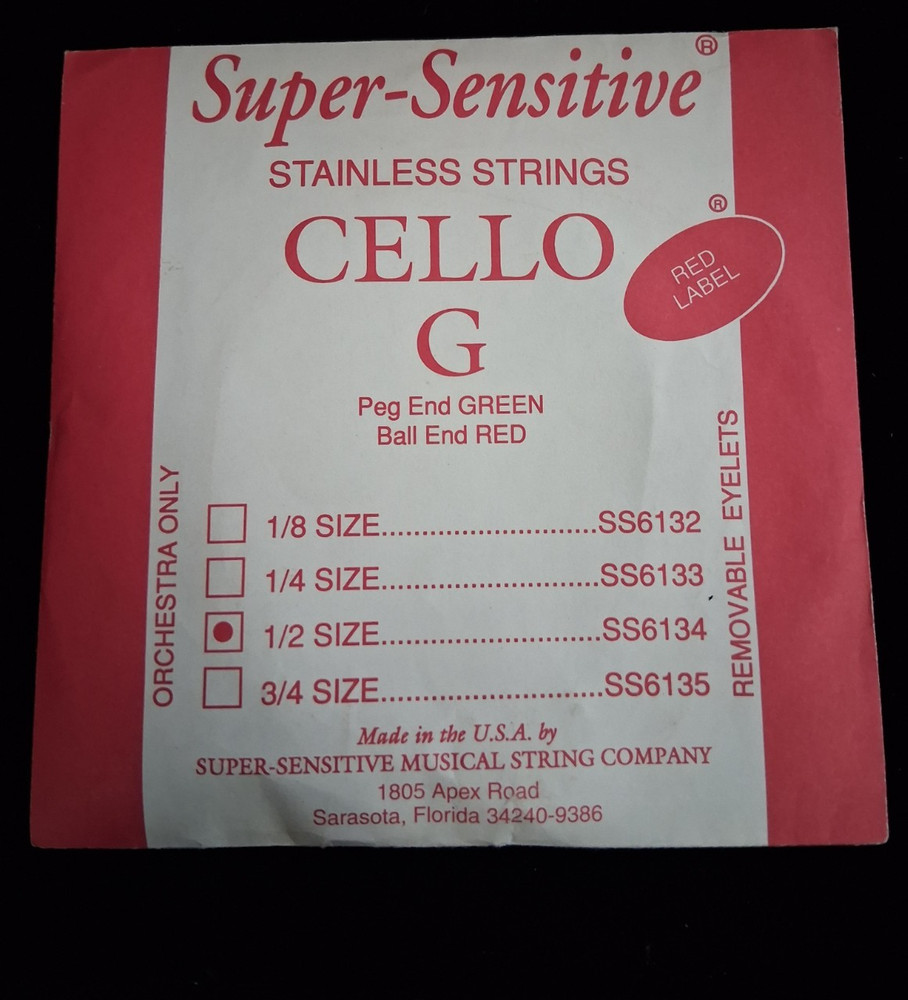 Super-Sensitive®
STAINLESS STRINGS
CELLO
®
RED
LABEL
G
Peg End GREEN
Ball End RED
ORCHESTRA ONLY
REMOVABLE EYELETS
1/8 SIZE...........................SS6132
1/4 SIZE...........................SS6133
1/2 SIZE...........................SS6134
3/4 SIZE...........................SS6135
Made in the U.S.A. by
SUPER-SENSITIVE MUSICAL STRING COMPANY
1805 Apex Road
Sarasota, Florida 34240-9386